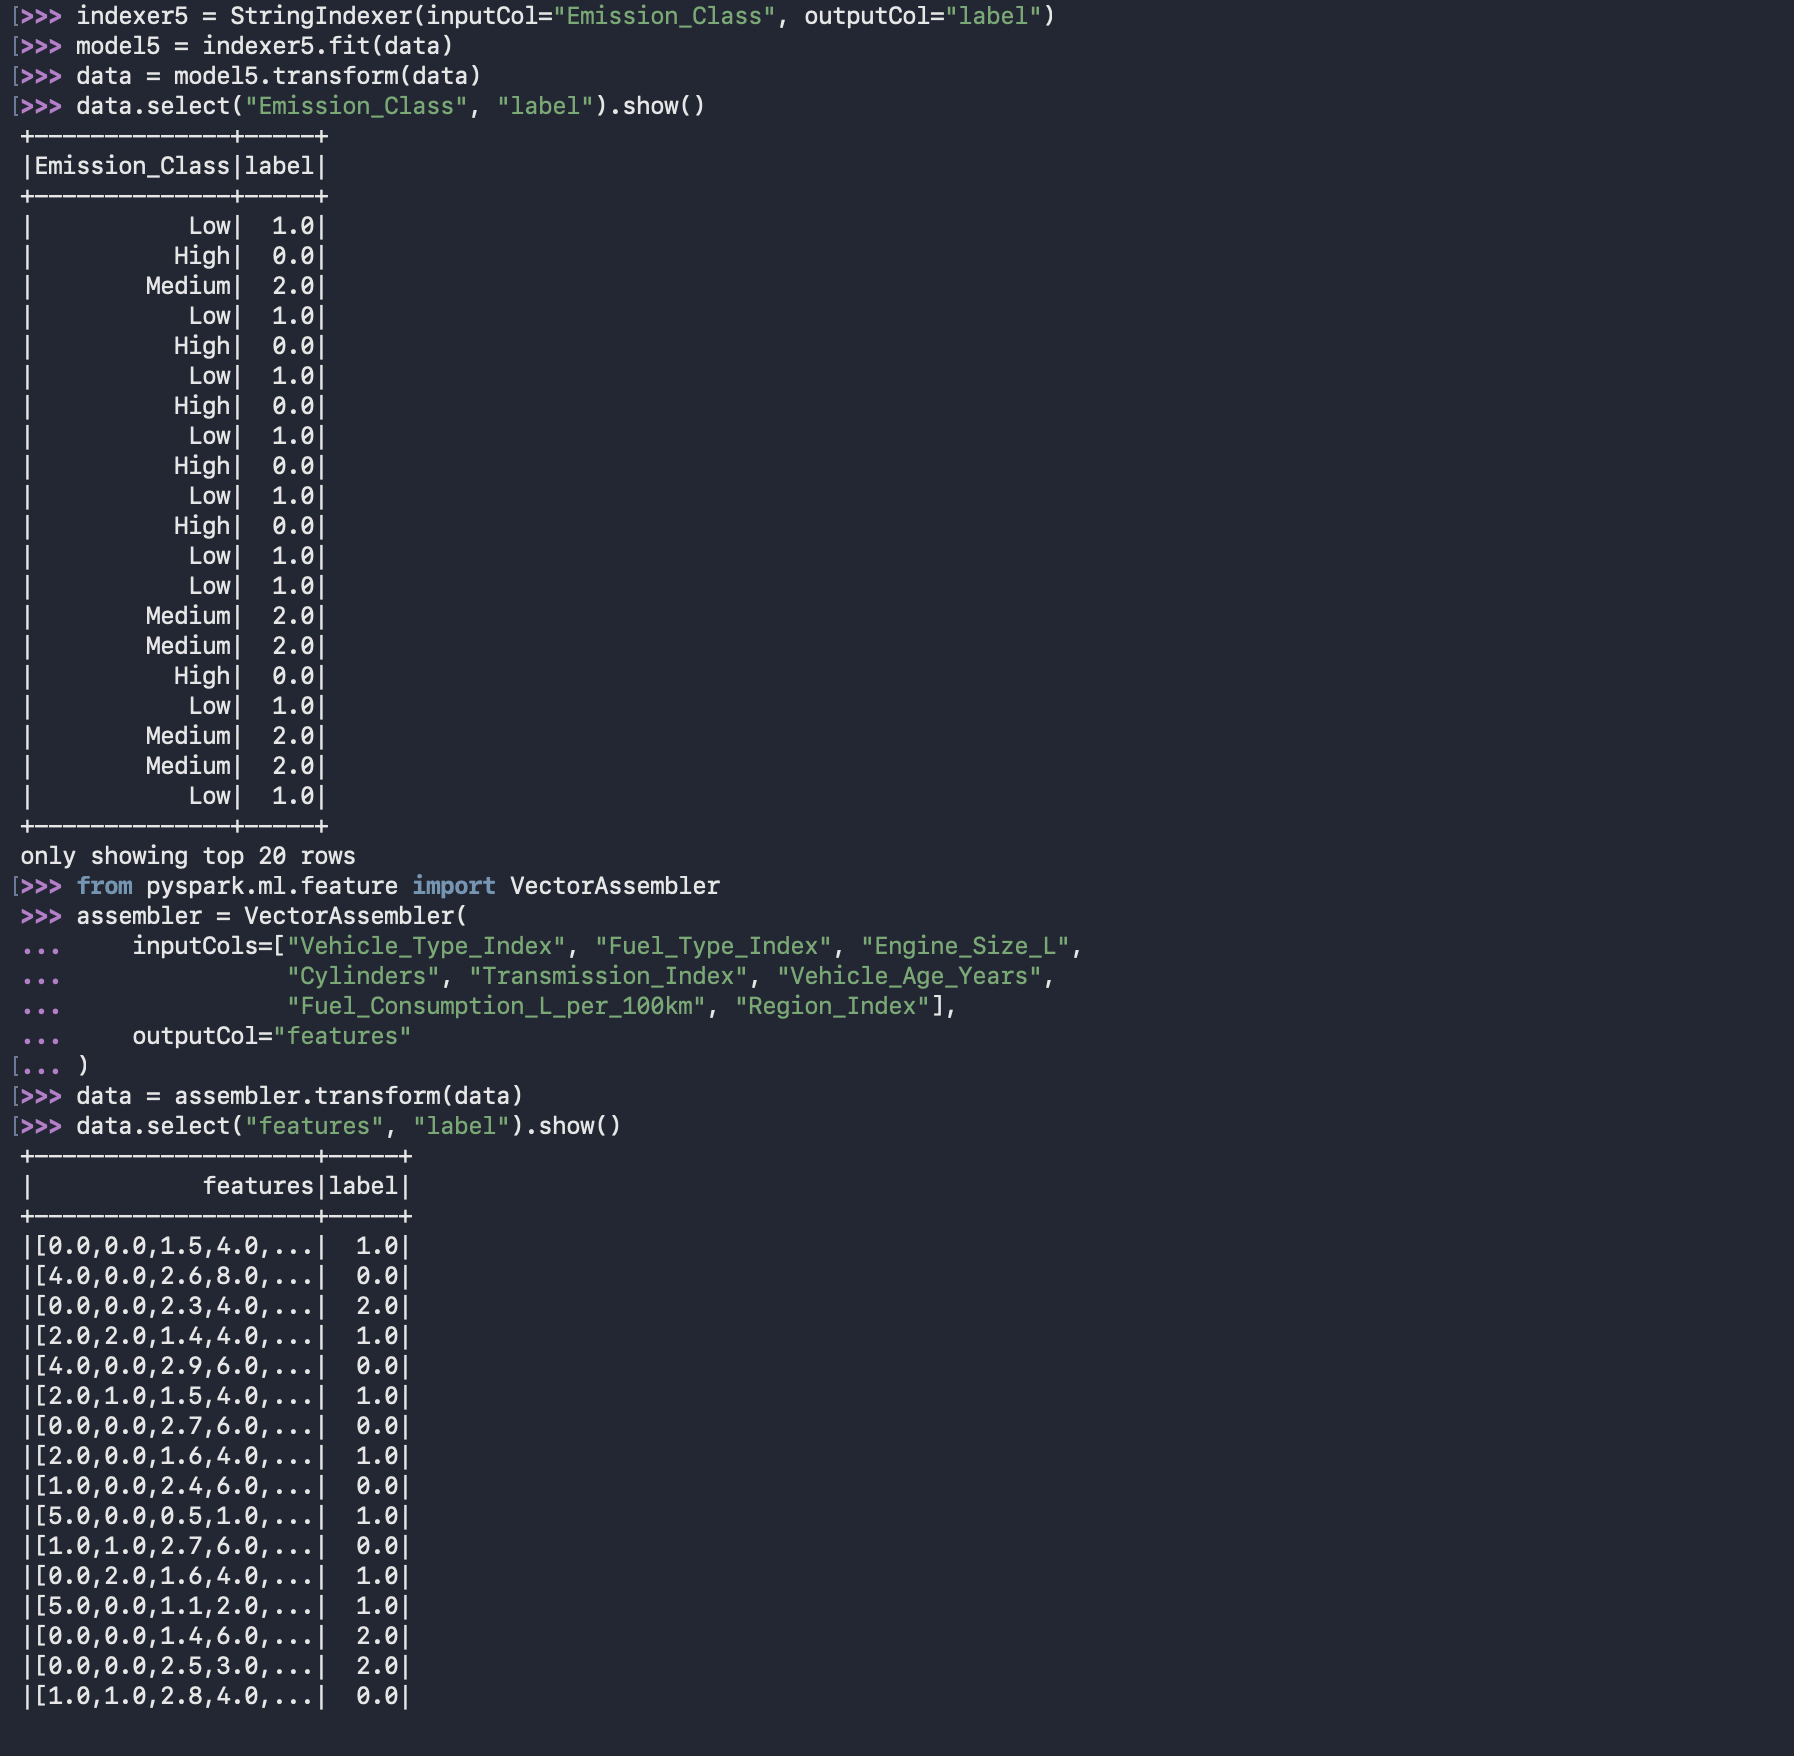 [>>> indexer5 = StringIndexer(inputCol="Emission_Class", outputCol="label")
[>>> model5 = indexer5.fit(data)
[>>> data = model5.transform(data)
[>>> data.select("Emission_Class", "label").show()
+--------------+-----+
|Emission_Class|label|
+--------------+-----+
|           Low|  1.0|
|          High|  0.0|
|        Medium|  2.0|
|           Low|  1.0|
|          High|  0.0|
|           Low|  1.0|
|          High|  0.0|
|           Low|  1.0|
|          High|  0.0|
|           Low|  1.0|
|          High|  0.0|
|           Low|  1.0|
|           Low|  1.0|
|        Medium|  2.0|
|        Medium|  2.0|
|          High|  0.0|
|           Low|  1.0|
|        Medium|  2.0|
|        Medium|  2.0|
|           Low|  1.0|
+--------------+-----+
only showing top 20 rows
[>>> from pyspark.ml.feature import VectorAssembler
>>> assembler = VectorAssembler(
...     inputCols=["Vehicle_Type_Index", "Fuel_Type_Index", "Engine_Size_L",
...                "Cylinders", "Transmission_Index", "Vehicle_Age_Years",
...                "Fuel_Consumption_L_per_100km", "Region_Index"],
...     outputCol="features"
[... )
[>>> data = assembler.transform(data)
[>>> data.select("features", "label").show()
+--------------------+-----+
|            features|label|
+--------------------+-----+
|[0.0,0.0,1.5,4.0,...|  1.0|
|[4.0,0.0,2.6,8.0,...|  0.0|
|[0.0,0.0,2.3,4.0,...|  2.0|
|[2.0,2.0,1.4,4.0,...|  1.0|
|[4.0,0.0,2.9,6.0,...|  0.0|
|[2.0,1.0,1.5,4.0,...|  1.0|
|[0.0,0.0,2.7,6.0,...|  0.0|
|[2.0,0.0,1.6,4.0,...|  1.0|
|[1.0,0.0,2.4,6.0,...|  0.0|
|[5.0,0.0,0.5,1.0,...|  1.0|
|[1.0,1.0,2.7,6.0,...|  0.0|
|[0.0,2.0,1.6,4.0,...|  1.0|
|[5.0,0.0,1.1,2.0,...|  1.0|
|[0.0,0.0,1.4,6.0,...|  2.0|
|[0.0,0.0,2.5,3.0,...|  2.0|
|[1.0,1.0,2.8,4.0,...|  0.0|